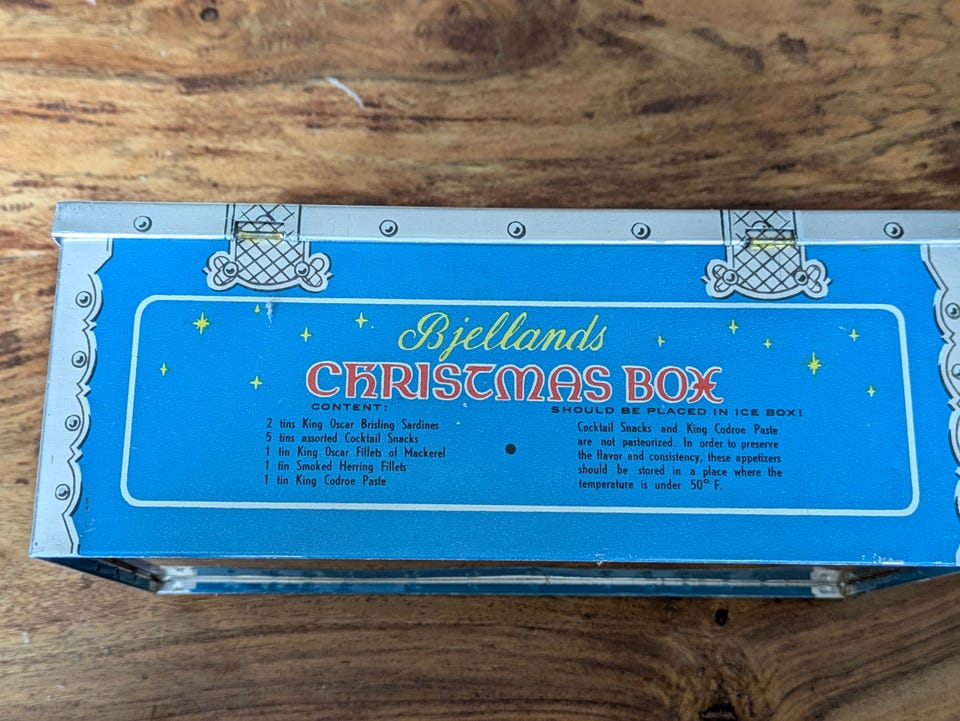 Bjellands
CHRISTMAS BOX
CONTENT:
2 tins King Oscar Brisling Sardines
5 tins assorted Cocktail Snacks
1 tin King Oscar Fillets of Mackerel
1 tin Smoked Herring Fillets
1 tin King Codroe Paste
SHOULD BE PLACED IN ICE BOX!
Cocktail Snacks and King Codroe Paste
are not pasteurized. In order to preserve
the flavor and consistency, these appetizers
should be stored in a place where the
temperature is under 50° F.